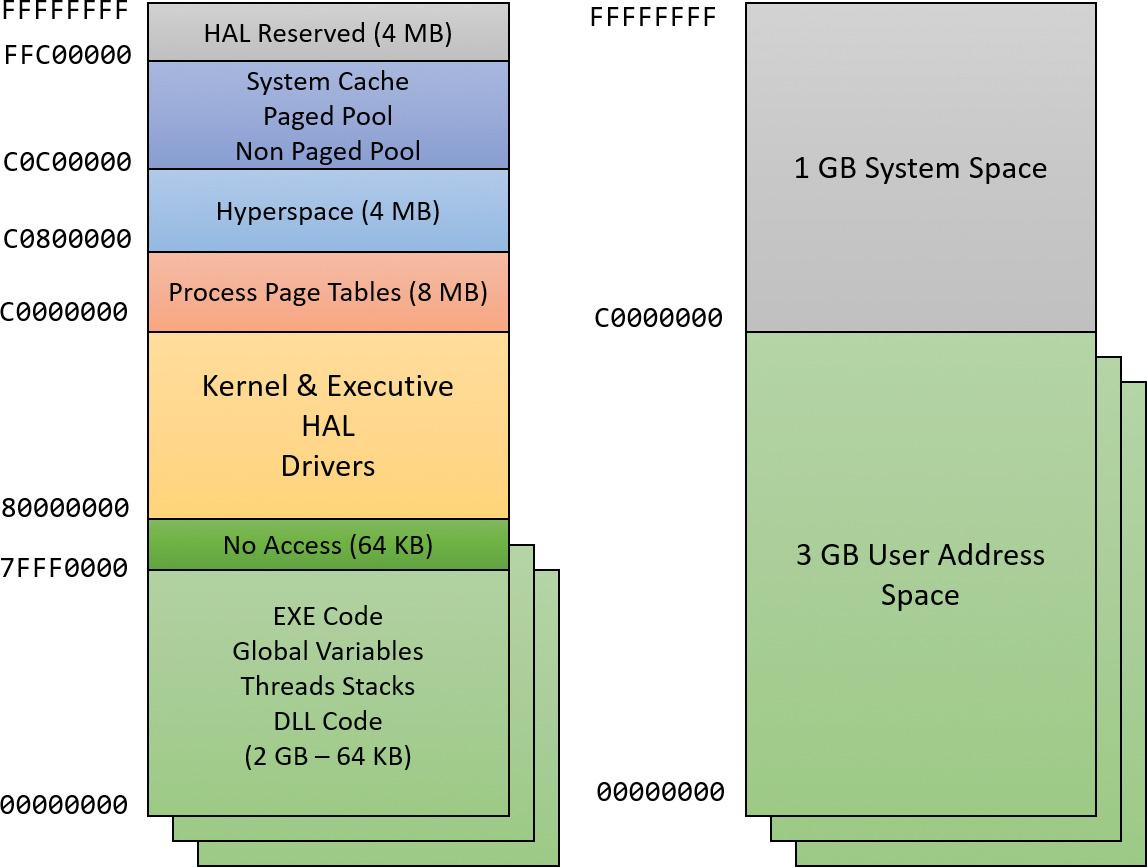 FFFFFFFF
HAL Reserved (4 MB)
FFC00000
System Cache
Paged Pool
Non Paged Pool
C0C00000
Hyperspace (4 MB)
C0800000
Process Page Tables (8 MB)
C0000000
Kernel & Executive
HAL
Drivers
80000000
No Access (64 KB)
7FFF0000
EXE Code
Global Variables
Threads Stacks
DLL Code
(2 GB – 64 KB)
00000000
FFFFFFFF
1 GB System Space
C0000000
3 GB User Address
Space
00000000